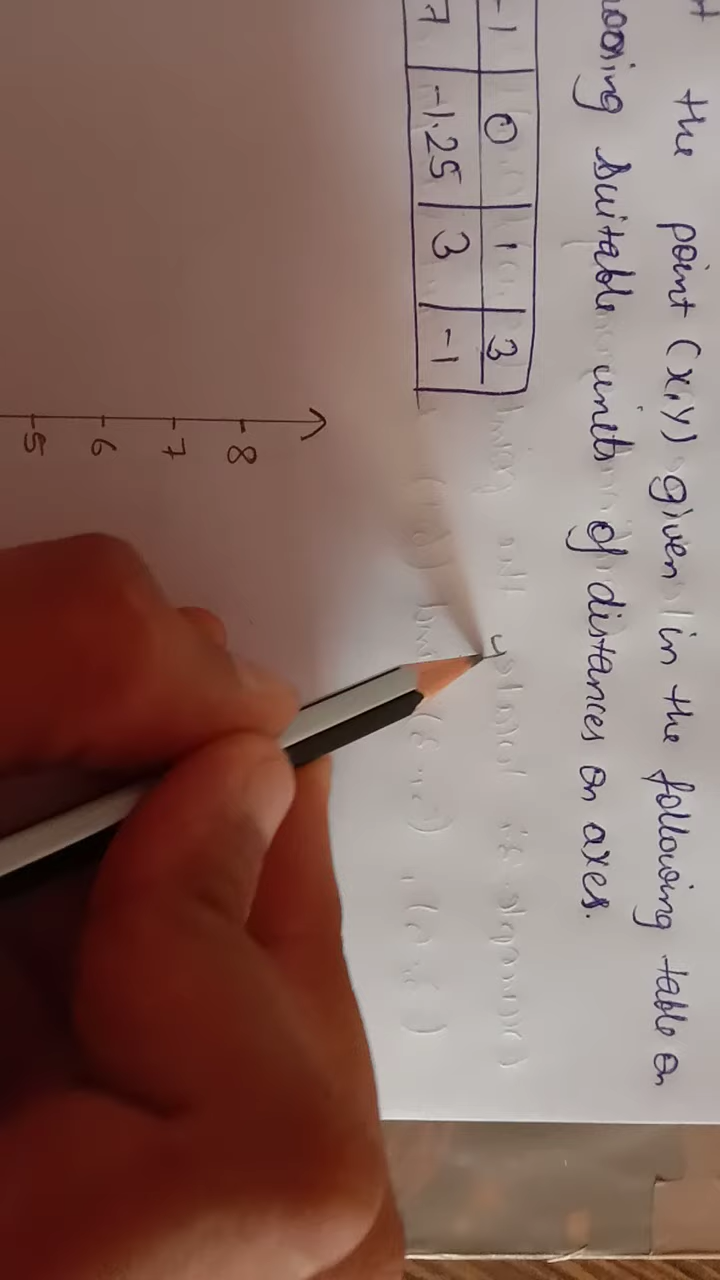 the point (x,y) given in the following table on
suitable units of distances on axes.
-1 0 1 3
7 -1.25 3 -1
y
8
7
6
5